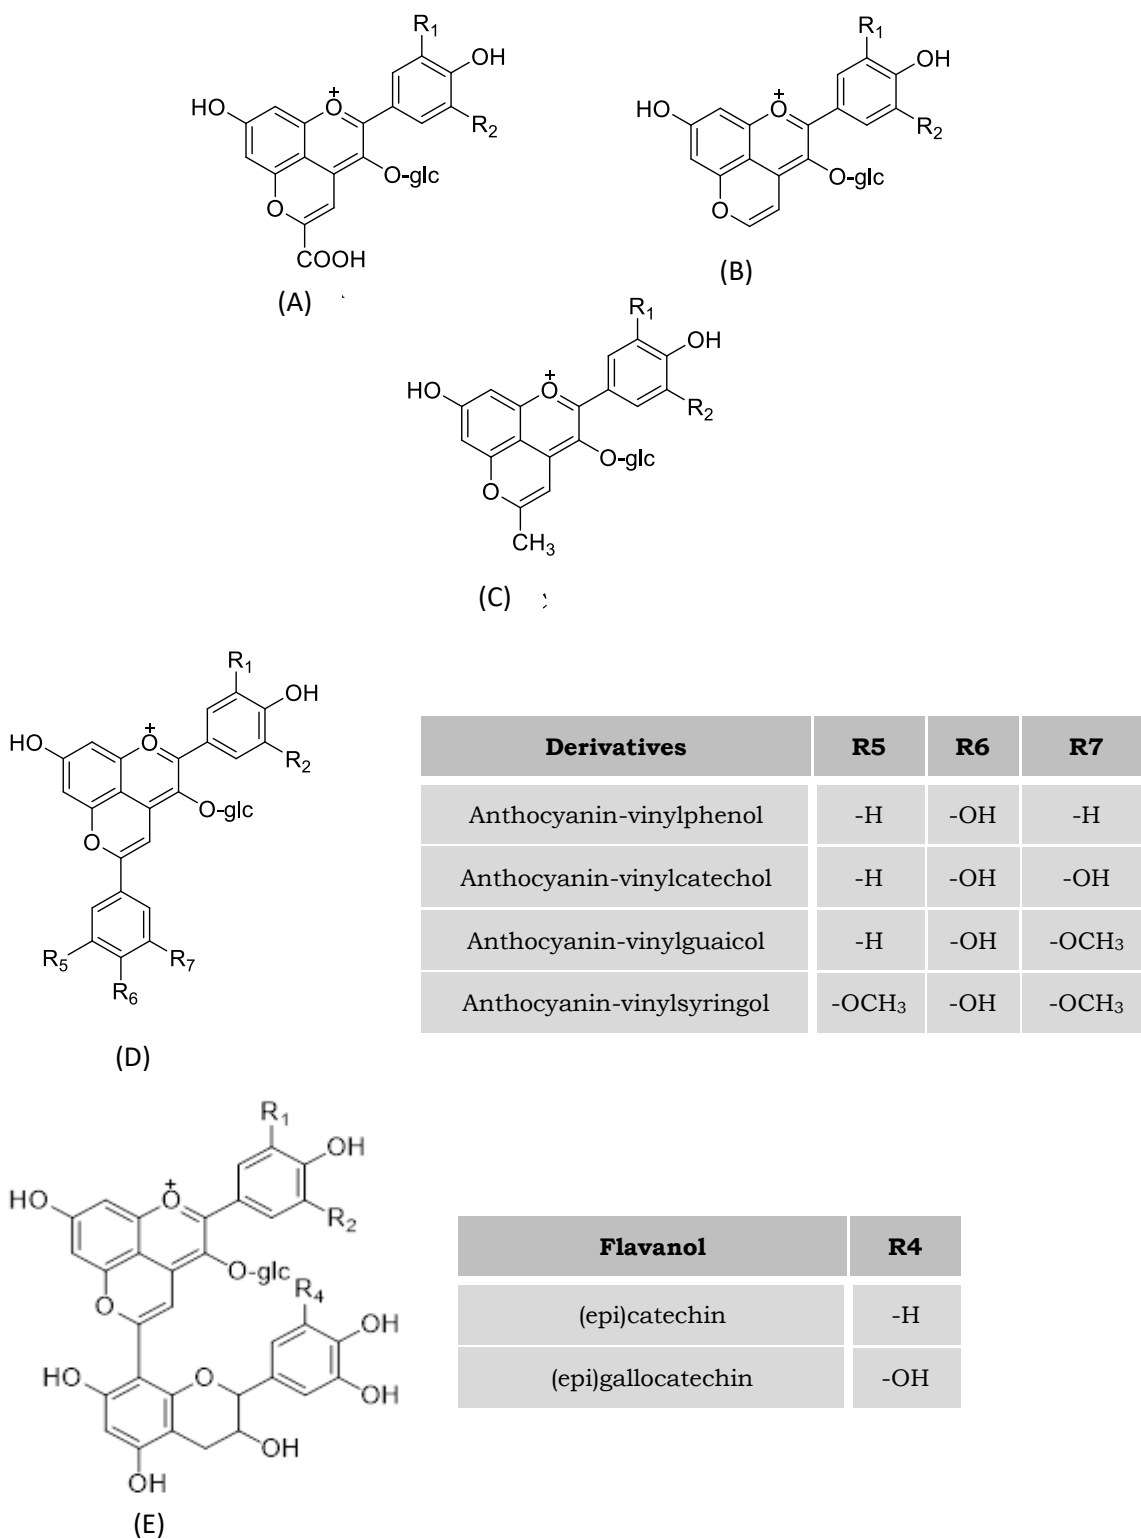 R1
OH
HO
O+
R2
O-glc
O
COOH
(A)
R1
OH
HO
O+
R2
O-glc
O
(B)
R1
OH
HO
O+
R2
O-glc
O
CH3
(C)
R1
OH
HO
O+
R2
O-glc
O
R5
R7
R6
(D)
Derivatives R5 R6 R7
Anthocyanin-vinylphenol -H -OH -H
Anthocyanin-vinylcatechol -H -OH -OH
Anthocyanin-vinylguaicol -H -OH -OCH3
Anthocyanin-vinylsyringol -OCH3 -OH -OCH3
R1
OH
HO
O+
R2
O-glc
O
R4
OH
HO
O
OH
OH
OH
(E)
Flavanol R4
(epi)catechin -H
(epi)gallocatechin -OH